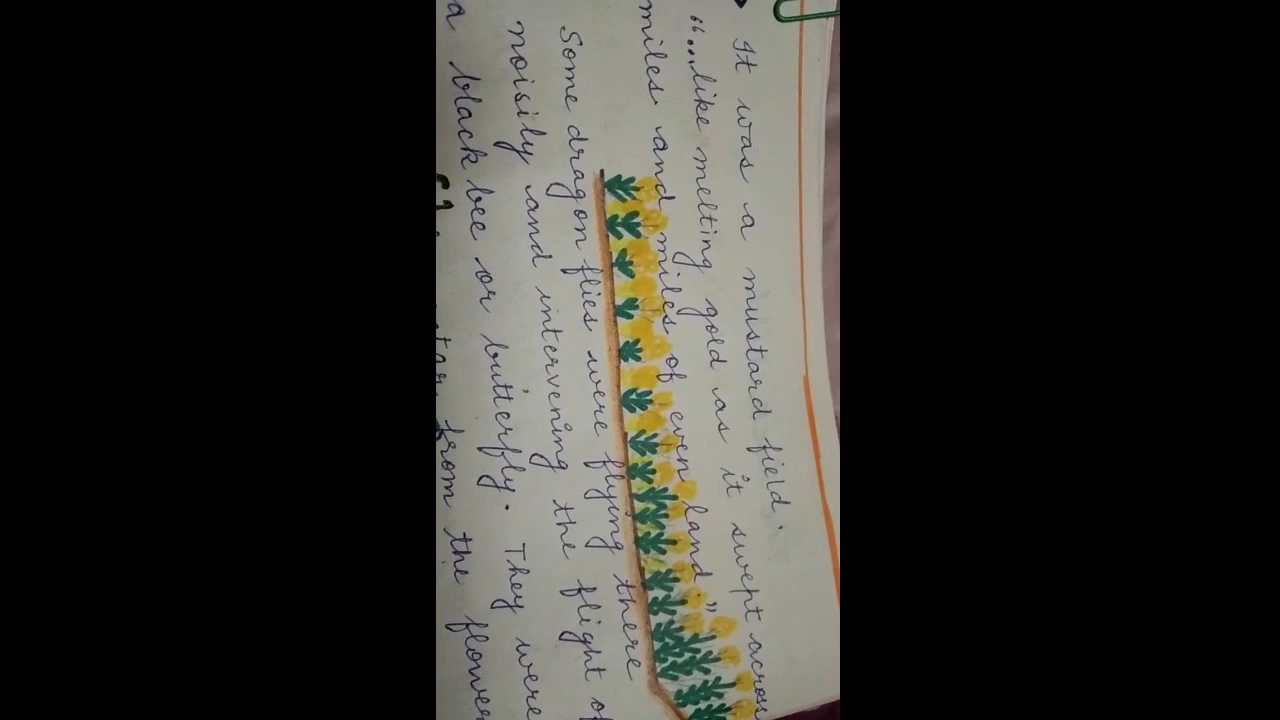 It was a mustard field.
"...like melting gold as it swept across
miles and miles of even land."
Some dragon flies were flying there
noisily and intervening the flight of
a black bee or butterfly. They were
from the flower